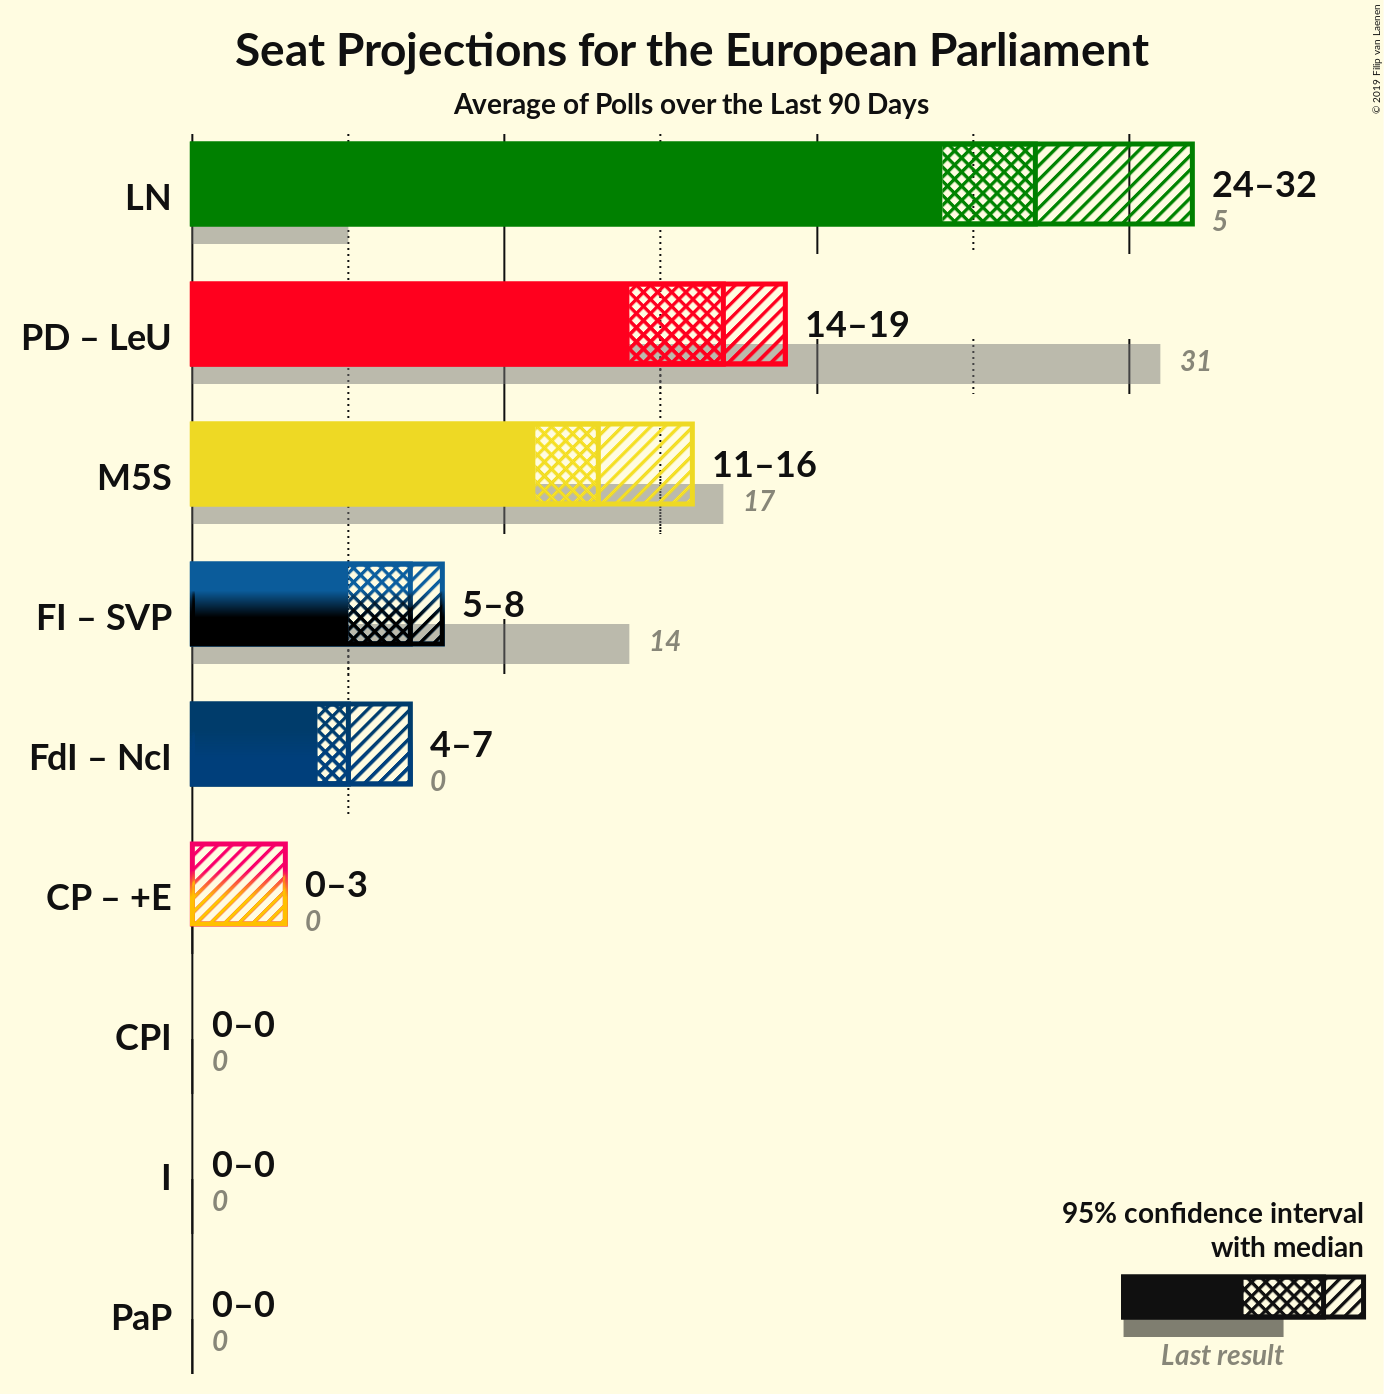 Seat Projections for the European Parliament
Average of Polls over the Last 90 Days
© 2019 Filip van Laenen
LN
24–32
5
PD – LeU
14–19
31
M5S
11–16
17
FI – SVP
5–8
14
FdI – NcI
4–7
0
CP – +E
0–3
0
CPI
0–0
0
I
0–0
0
PaP
0–0
0
95% confidence interval
with median
Last result